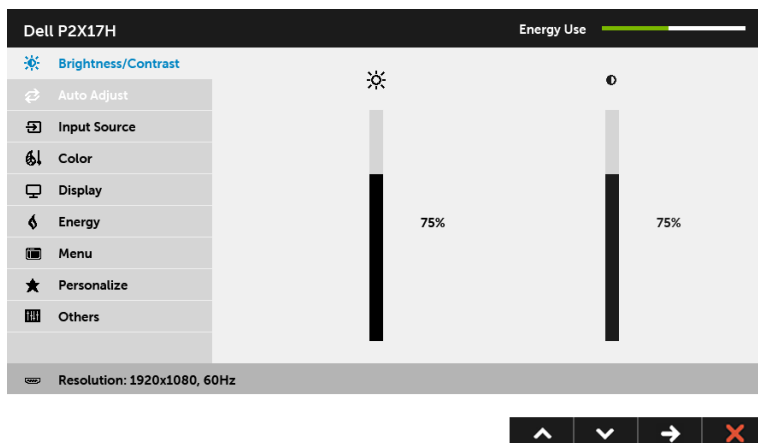 Dell P2X17H
Energy Use
Brightness/Contrast
Auto Adjust
Input Source
Color
Display
Energy
Menu
Personalize
Others
75%
75%
Resolution: 1920x1080, 60Hz